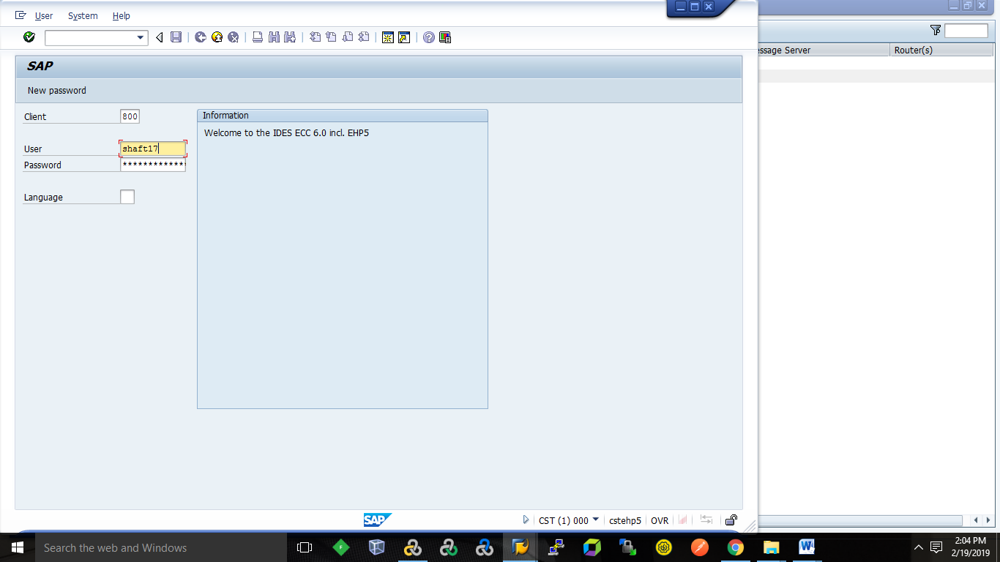 User System Help
SAP
New password
Client 800
User shaft17
Password *************
Language
Information
Welcome to the IDES ECC 6.0 incl. EHP5
Message Server Router(s)
SAP
CST (1) 000 cstehp5 OVR
Search the web and Windows
2:04 PM
2/19/2019